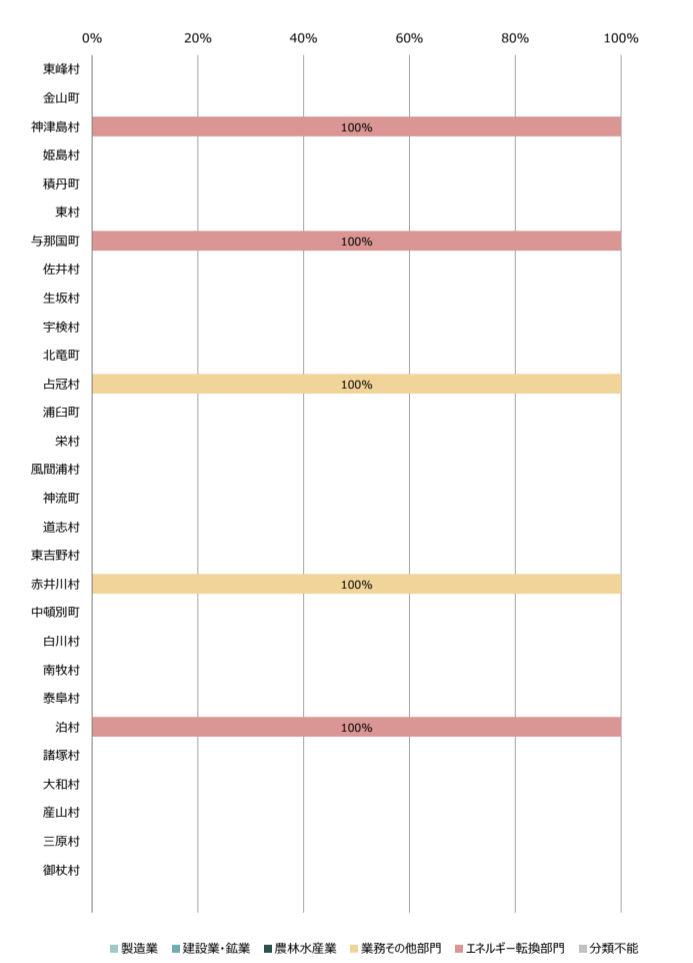 0% 20% 40% 60% 80% 100%
東峰村
金山町
神津島村 100%
姫島村
積丹町
東村
与那国町 100%
佐井村
生坂村
宇検村
北竜町
占冠村 100%
浦臼町
栄村
風間浦村
神流町
道志村
東吉野村
赤井川村 100%
中頓別町
白川村
南牧村
泰阜村
泊村 100%
諸塚村
大和村
産山村
三原村
御杖村
製造業 建設業・鉱業 農林水産業 業務その他部門 エネルギー転換部門 分類不能